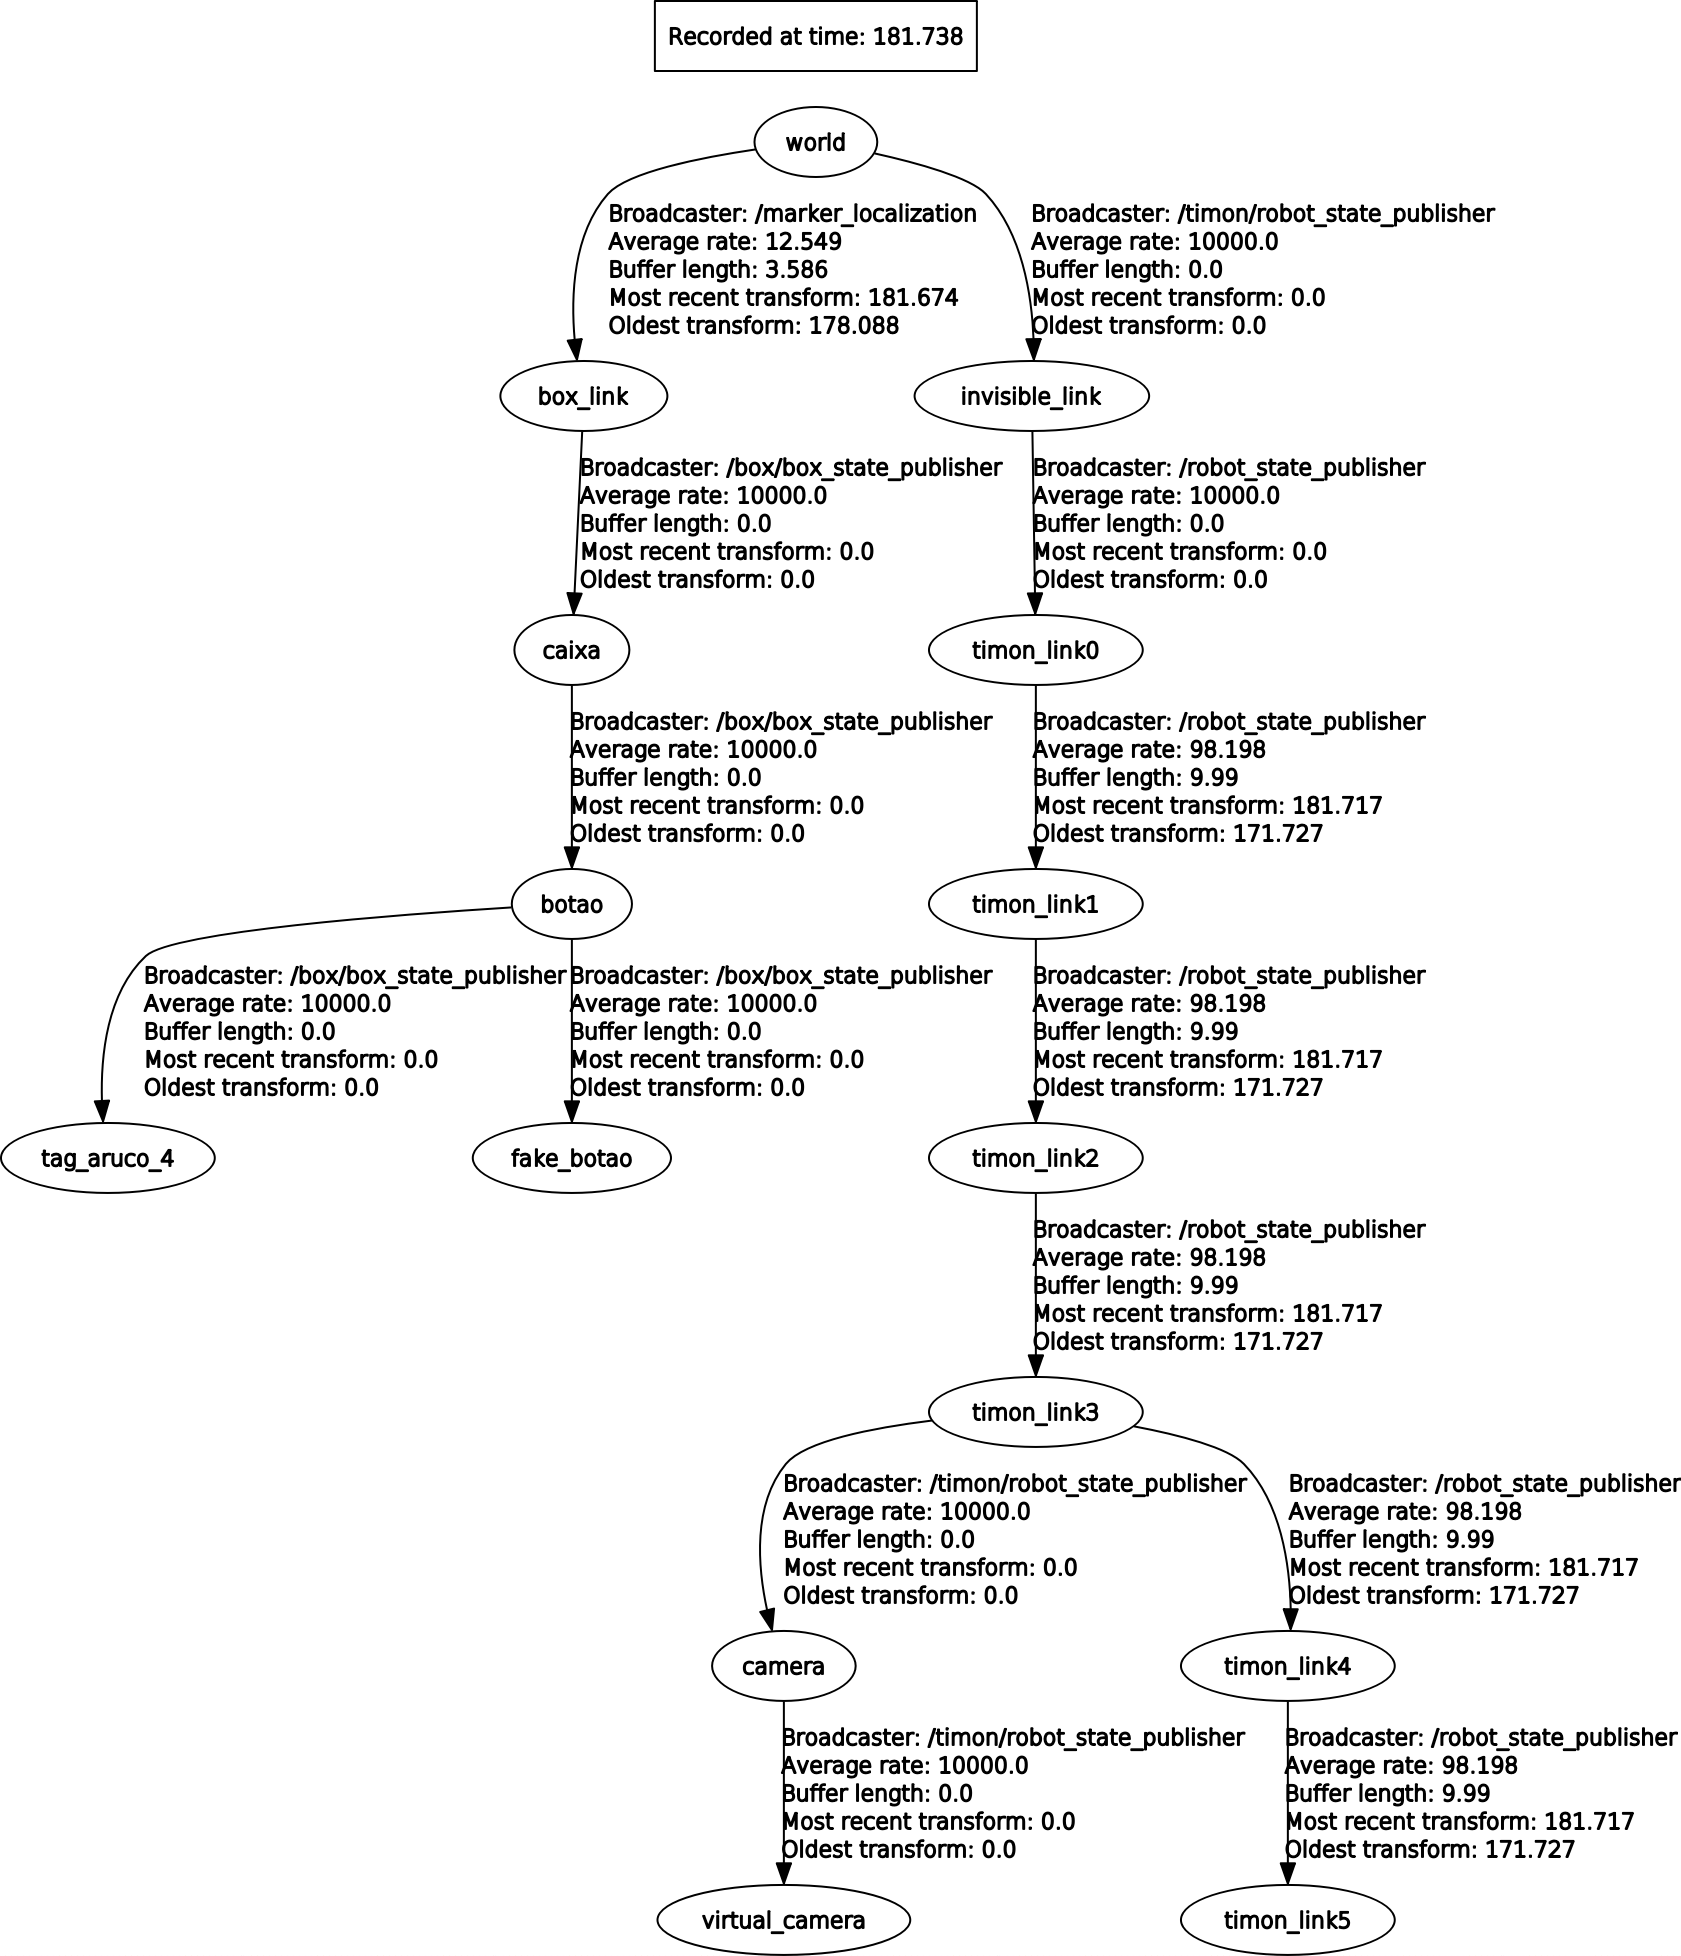 Recorded at time: 181.738
world
Broadcaster: /marker_localization
Average rate: 12.549
Buffer length: 3.586
Most recent transform: 181.674
Oldest transform: 178.088
Broadcaster: /timon/robot_state_publisher
Average rate: 10000.0
Buffer length: 0.0
Most recent transform: 0.0
Oldest transform: 0.0
box_link
invisible_link
Broadcaster: /box/box_state_publisher
Average rate: 10000.0
Buffer length: 0.0
Most recent transform: 0.0
Oldest transform: 0.0
Broadcaster: /robot_state_publisher
Average rate: 10000.0
Buffer length: 0.0
Most recent transform: 0.0
Oldest transform: 0.0
caixa
timon_link0
Broadcaster: /box/box_state_publisher
Average rate: 10000.0
Buffer length: 0.0
Most recent transform: 0.0
Oldest transform: 0.0
Broadcaster: /robot_state_publisher
Average rate: 98.198
Buffer length: 9.99
Most recent transform: 181.717
Oldest transform: 171.727
botao
timon_link1
Broadcaster: /box/box_state_publisher
Average rate: 10000.0
Buffer length: 0.0
Most recent transform: 0.0
Oldest transform: 0.0
Broadcaster: /box/box_state_publisher
Average rate: 10000.0
Buffer length: 0.0
Most recent transform: 0.0
Oldest transform: 0.0
Broadcaster: /robot_state_publisher
Average rate: 98.198
Buffer length: 9.99
Most recent transform: 181.717
Oldest transform: 171.727
tag_aruco_4
fake_botao
timon_link2
Broadcaster: /robot_state_publisher
Average rate: 98.198
Buffer length: 9.99
Most recent transform: 181.717
Oldest transform: 171.727
timon_link3
Broadcaster: /timon/robot_state_publisher
Average rate: 10000.0
Buffer length: 0.0
Most recent transform: 0.0
Oldest transform: 0.0
Broadcaster: /robot_state_publisher
Average rate: 98.198
Buffer length: 9.99
Most recent transform: 181.717
Oldest transform: 171.727
camera
timon_link4
Broadcaster: /timon/robot_state_publisher
Average rate: 10000.0
Buffer length: 0.0
Most recent transform: 0.0
Oldest transform: 0.0
Broadcaster: /robot_state_publisher
Average rate: 98.198
Buffer length: 9.99
Most recent transform: 181.717
Oldest transform: 171.727
virtual_camera
timon_link5